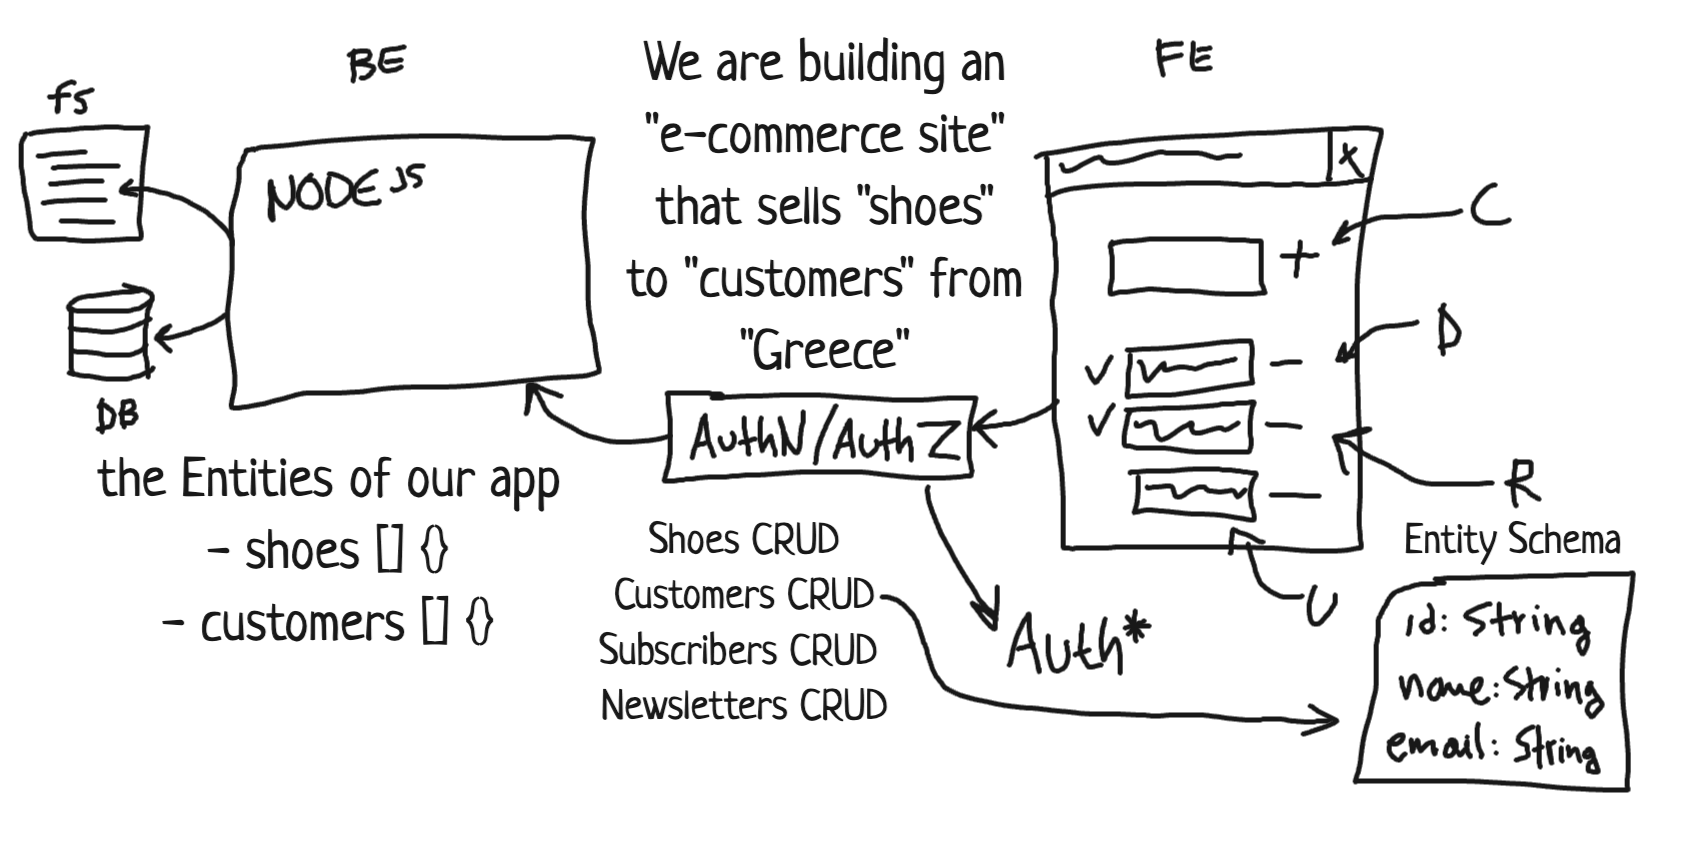 BE
We are building an
"e-commerce site"
that sells "shoes"
to "customers" from
"Greece"
FE
fs
NODE JS
X
C
D
R
U
DB
AuthN/AuthZ
the Entities of our app
- shoes [] {}
- customers [] {}
Shoes CRUD
Customers CRUD
Subscribers CRUD
Newsletters CRUD
Auth*
Entity Schema
id: String
name: String
email: String